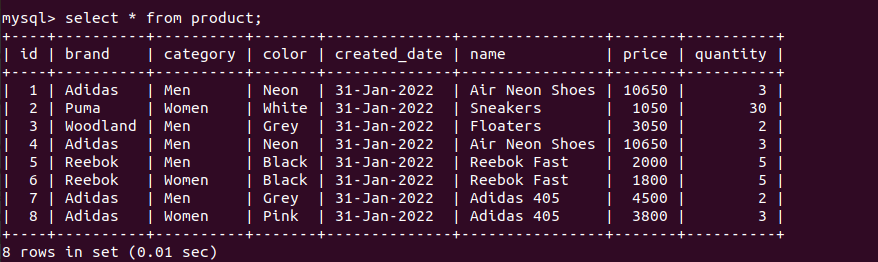 mysql> select * from product;
+----+----------+----------+-------+--------------+----------------+-------+----------+
| id | brand    | category | color | created_date | name           | price | quantity |
+----+----------+----------+-------+--------------+----------------+-------+----------+
|  1 | Adidas   | Men      | Neon  | 31-Jan-2022  | Air Neon Shoes | 10650 |        3 |
|  2 | Puma     | Women    | White | 31-Jan-2022  | Sneakers       |  1050 |       30 |
|  3 | Woodland | Men      | Grey  | 31-Jan-2022  | Floaters       |  3050 |        2 |
|  4 | Adidas   | Men      | Neon  | 31-Jan-2022  | Air Neon Shoes | 10650 |        3 |
|  5 | Reebok   | Men      | Black | 31-Jan-2022  | Reebok Fast    |  2000 |        5 |
|  6 | Reebok   | Women    | Black | 31-Jan-2022  | Reebok Fast    |  1800 |        5 |
|  7 | Adidas   | Men      | Grey  | 31-Jan-2022  | Adidas 405     |  4500 |        2 |
|  8 | Adidas   | Women    | Pink  | 31-Jan-2022  | Adidas 405     |  3800 |        3 |
+----+----------+----------+-------+--------------+----------------+-------+----------+
8 rows in set (0.01 sec)